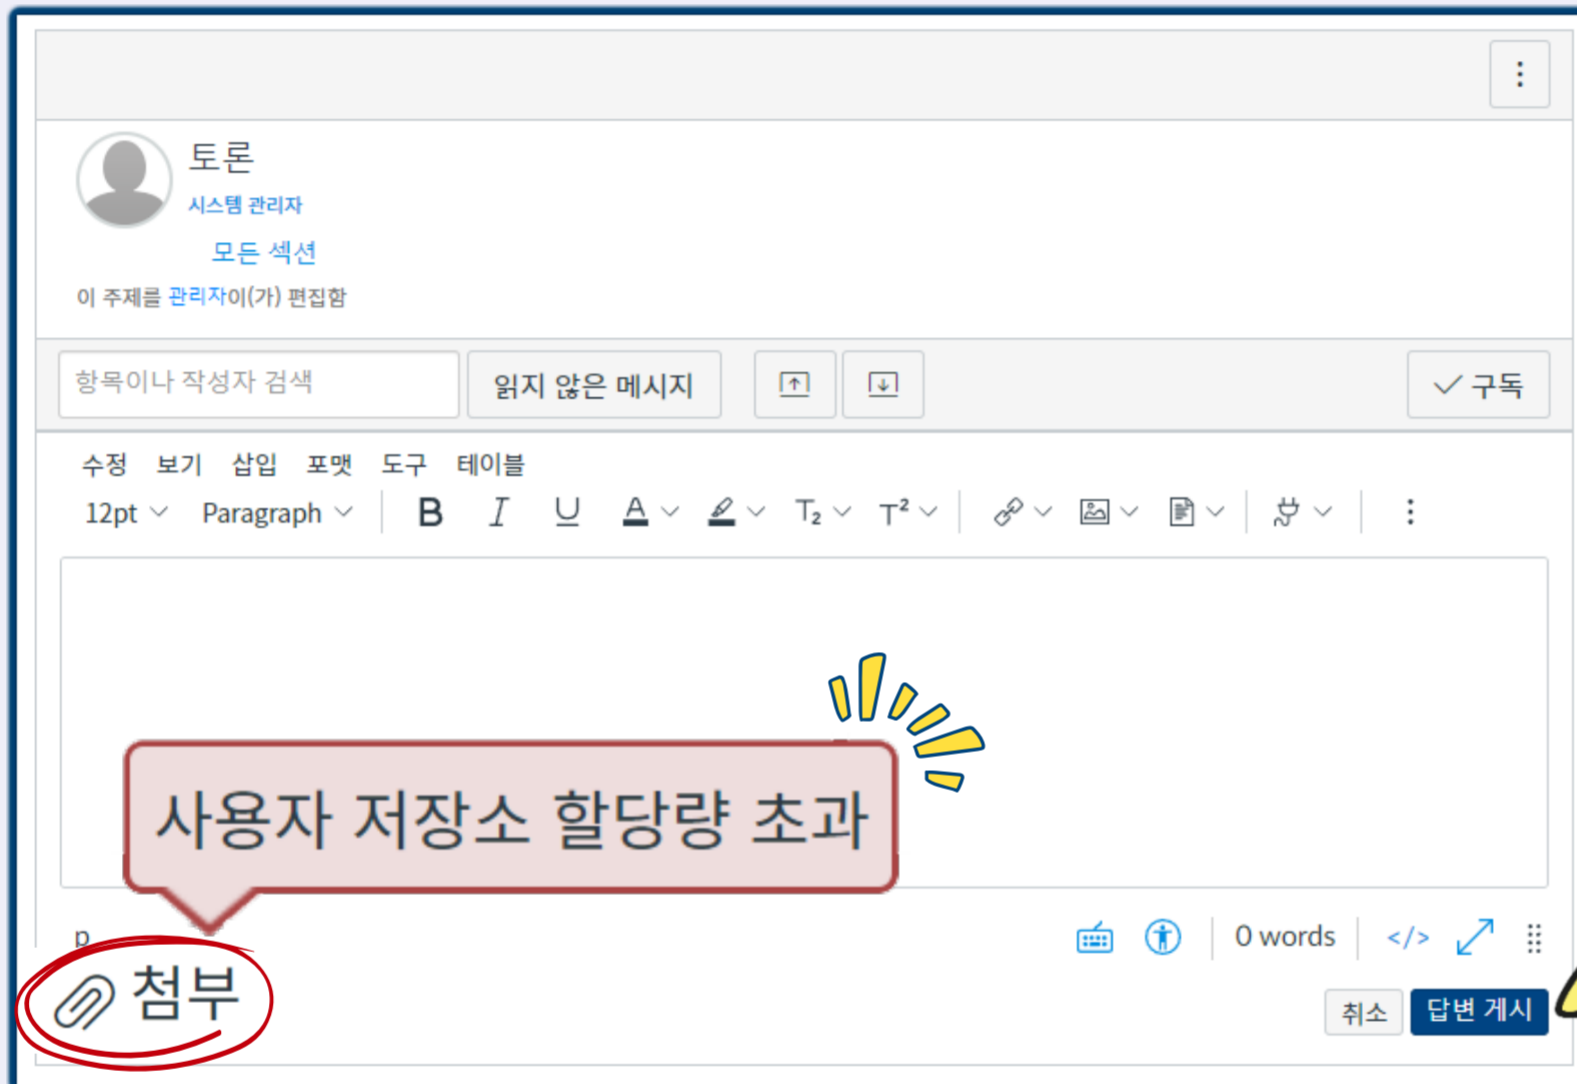 토론
시스템 관리자
모든 섹션
이 주제를 관리자이(가) 편집함
항목이나 작성자 검색
읽지 않은 메시지
구독
수정 보기 삽입 포맷 도구 테이블
12pt Paragraph B I U A T₂ T²
사용자 저장소 할당량 초과
p
0 words </>
첨부
취소 답변 게시